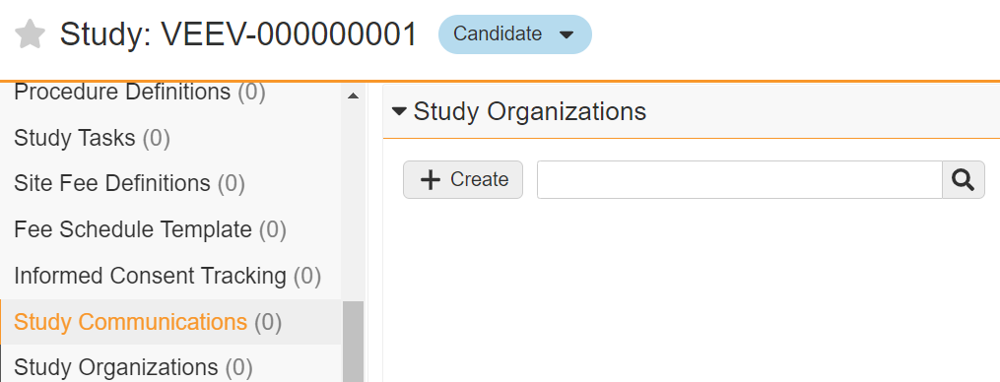 Study: VEEV-000000001 Candidate
Procedure Definitions (0)
Study Tasks (0)
Site Fee Definitions (0)
Fee Schedule Template (0)
Informed Consent Tracking (0)
Study Communications (0)
Study Organizations (0)
Study Organizations
Create